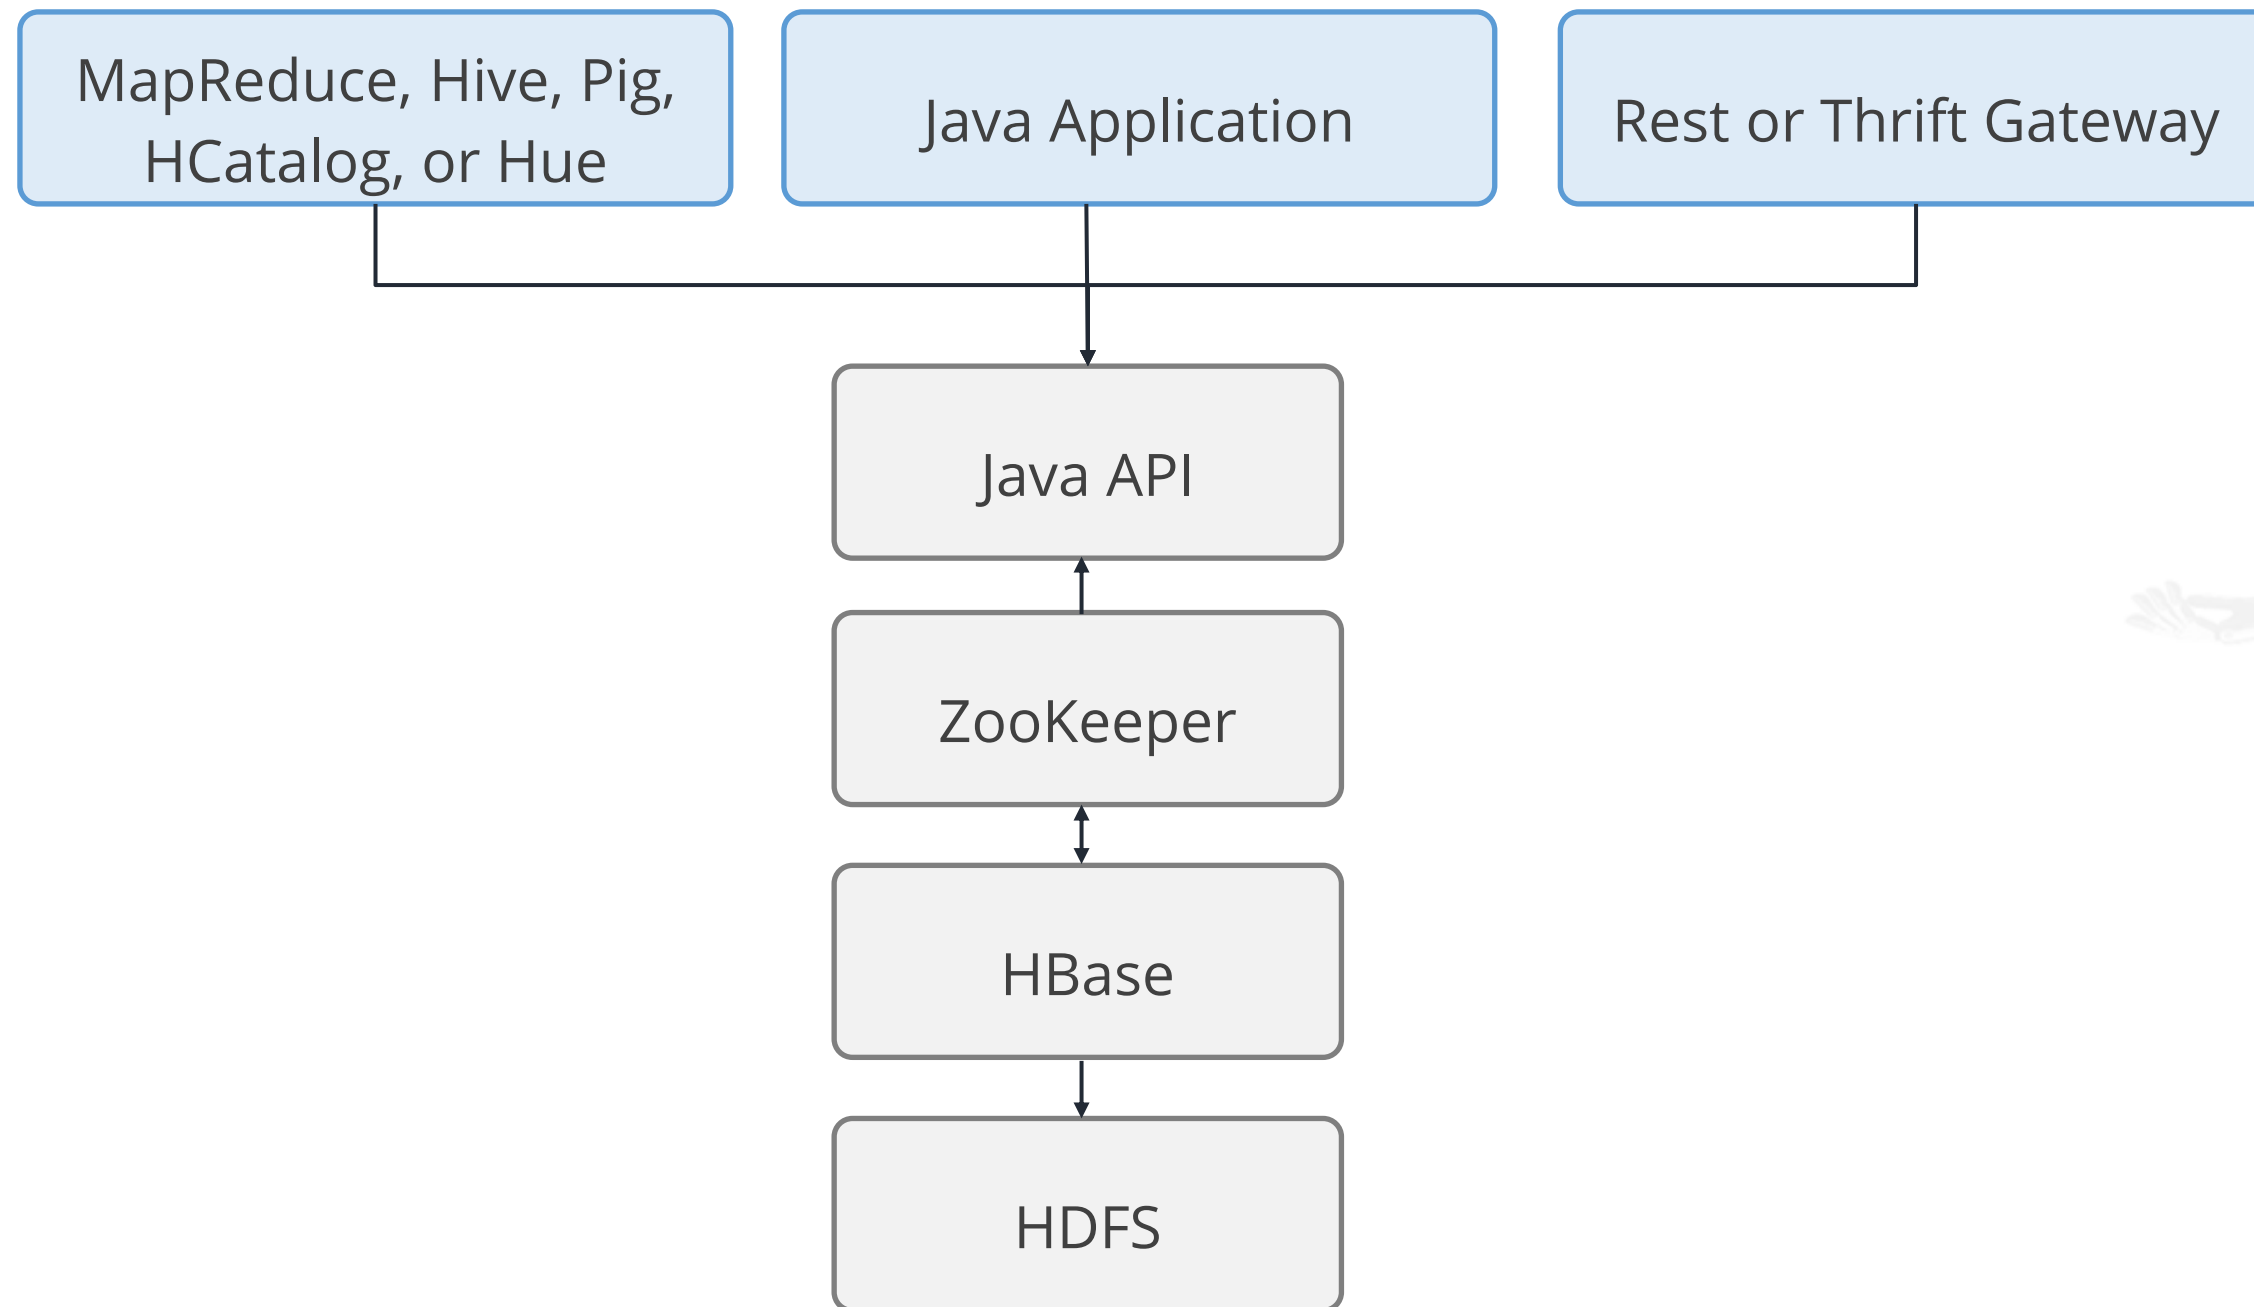 MapReduce, Hive, Pig,
HCatalog, or Hue
Java Application
Rest or Thrift Gateway
Java API
ZooKeeper
HBase
HDFS